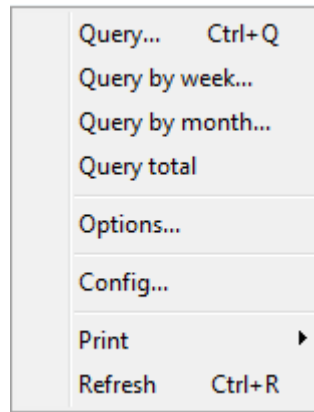 Query... Ctrl+Q
Query by week...
Query by month...
Query total
Options...
Config...
Print
Refresh Ctrl+R